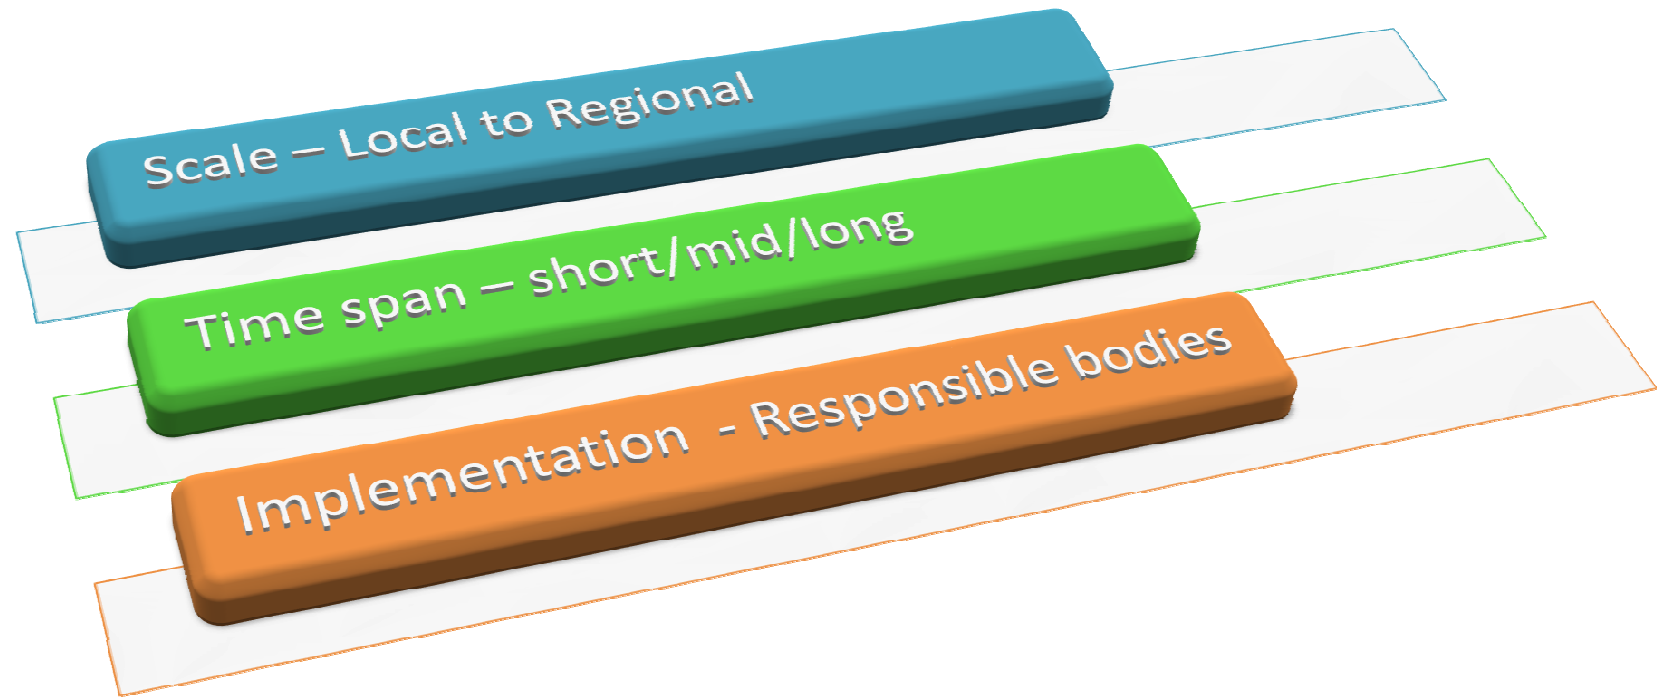 Scale – Local to Regional
Time span – short/mid/long
Implementation - Responsible bodies